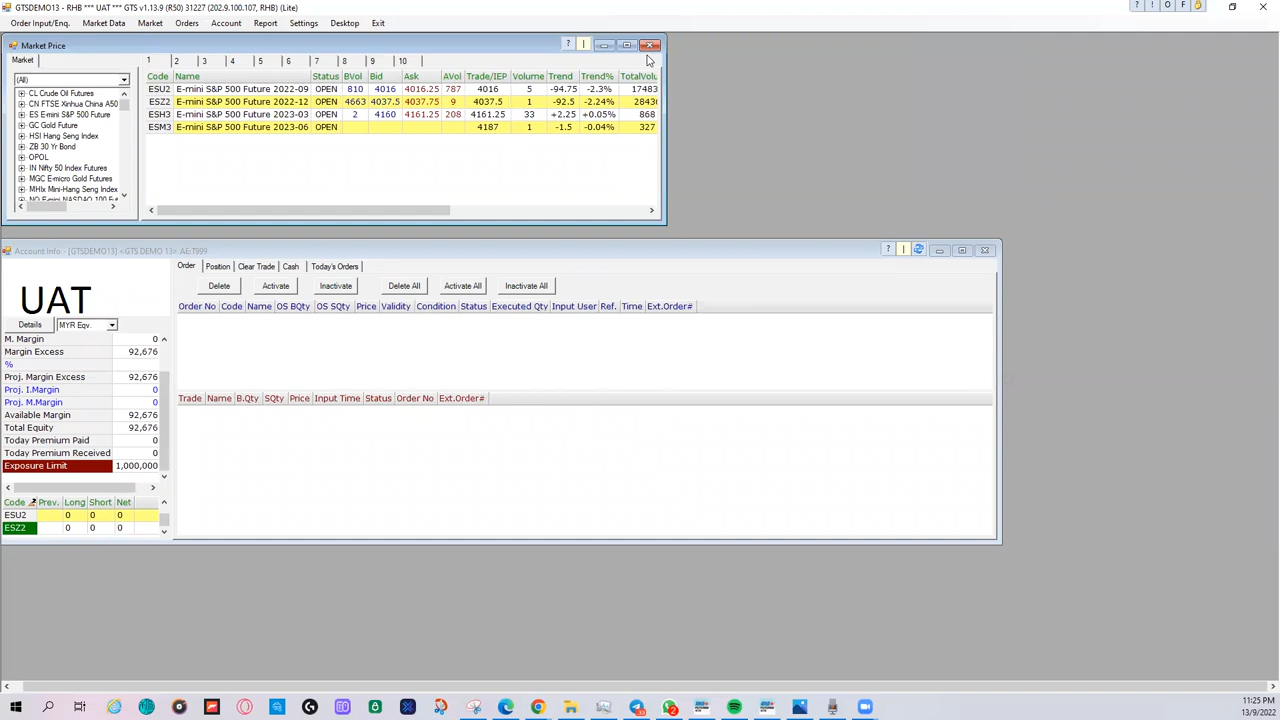 GTSDEMO13 - RHB *** UAT *** GTS v1.13.9 (R50) 31227 (202.9.100.107, RHB) (Lite)
? ! O F
Order Input/Enq. Market Data Market Orders Account Report Settings Desktop Exit
Market Price
?
Market
1 2 3 4 5 6 7 8 9 10
(All)
CL Crude Oil Futures
CN FTSE Xinhua China A50
ES E-mini S&P 500 Future
GC Gold Future
HSI Hang Seng Index
ZB 30 Yr Bond
OPOL
IN Nifty 50 Index Futures
MGC E-micro Gold Futures
MHIx Mini-Hang Seng Index
NQ E-mini NASDAQ 100 Fut
Code Name Status BVol Bid Ask AVol Trade/IEP Volume Trend Trend% TotalVolu
ESU2 E-mini S&P 500 Future 2022-09 OPEN 810 4016 4016.25 787 4016 5 -94.75 -2.3% 17483
ESZ2 E-mini S&P 500 Future 2022-12 OPEN 4663 4037.5 4037.75 9 4037.5 1 -92.5 -2.24% 28430
ESH3 E-mini S&P 500 Future 2023-03 OPEN 2 4160 4161.25 208 4161.25 33 +2.25 +0.05% 868
ESM3 E-mini S&P 500 Future 2023-06 OPEN 4187 1 -1.5 -0.04% 327
Account Info - [GTSDEMO13] <GTS DEMO 13> AE:T999
?
UAT
Details MYR Eqv.
M. Margin 0
Margin Excess 92,676
%
Proj. Margin Excess 92,676
Proj. I.Margin 0
Proj. M.Margin 0
Available Margin 92,676
Total Equity 92,676
Today Premium Paid 0
Today Premium Received 0
Exposure Limit 1,000,000
Code Prev. Long Short Net
ESU2 0 0 0
ESZ2 0 0 0
Order Position Clear Trade Cash Today's Orders
Delete Activate Inactivate Delete All Activate All Inactivate All
Order No Code Name OS BQty OS SQty Price Validity Condition Status Executed Qty Input User Ref. Time Ext.Order#
Trade Name B.Qty SQty Price Input Time Status Order No Ext.Order#
2
11:25 PM
13/9/2022